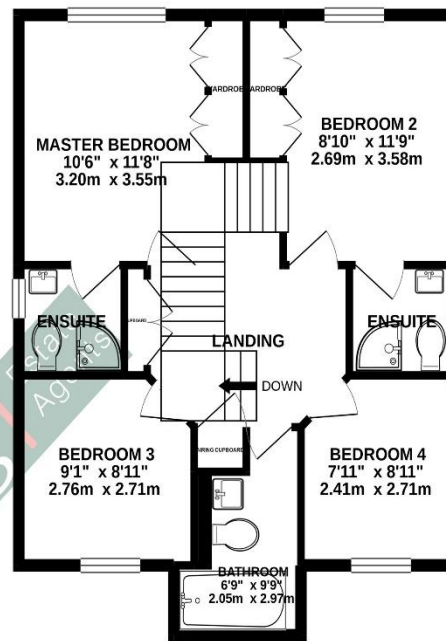 WARDROBE
WARDROBE
MASTER BEDROOM
10'6" x 11'8"
3.20m x 3.55m
BEDROOM 2
8'10" x 11'9"
2.69m x 3.58m
ENSUITE
CUPBOARD
LANDING
ENSUITE
DOWN
Estate
Agents
BEDROOM 3
9'1" x 8'11"
2.76m x 2.71m
AIRING CUPBOARD
BEDROOM 4
7'11" x 8'11"
2.41m x 2.71m
BATHROOM
6'9" x 9'9"
2.05m x 2.97m